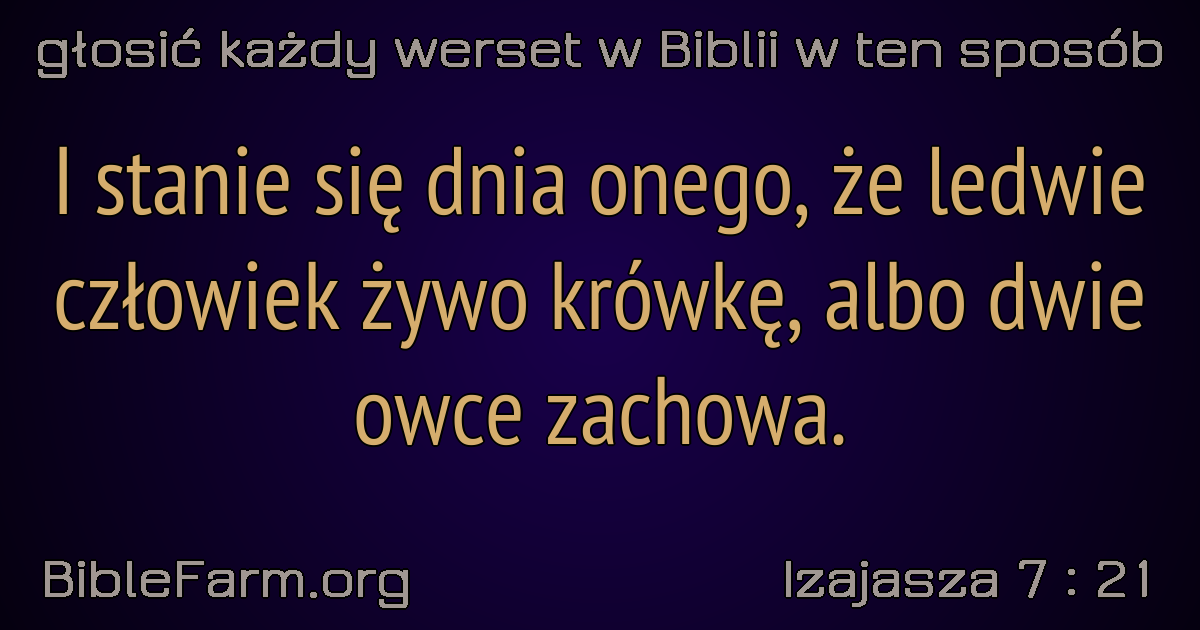 głosić każdy werset w Biblii w ten sposób
I stanie się dnia onego, że ledwie
człowiek żywo krówkę, albo dwie
owce zachowa.
BibleFarm.org
Izajasza 7 : 21